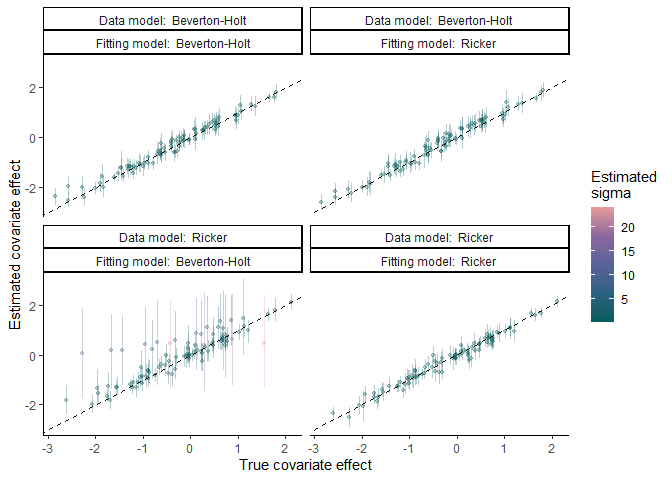 Data model: Beverton-Holt
Data model: Beverton-Holt
Fitting model: Beverton-Holt
Fitting model: Ricker
2
0
-2
Data model: Ricker
Data model: Ricker
Fitting model: Beverton-Holt
Fitting model: Ricker
2
0
-2
-3
-2
-1
0
1
2
-3
-2
-1
0
1
2
True covariate effect
Estimated covariate effect
Estimated
sigma
20
15
10
5